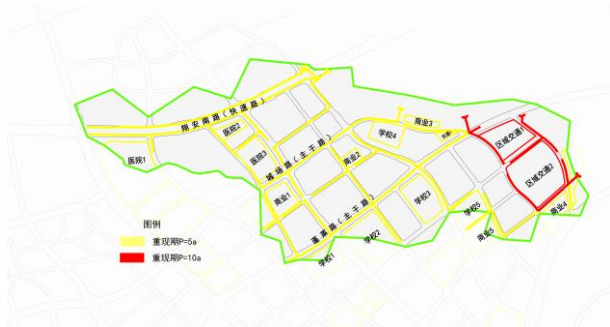 翔安南路(快速路)
医院2
医院1
医院3
城场路(主干路)
商业1
商业2
学校4
商业3
区域交通1
区域交通2
蓬莱路(主干路)
学校3
学校5
商业4
商业5
学校2
学校1
图例
重现期P=5a
重现期P=10a